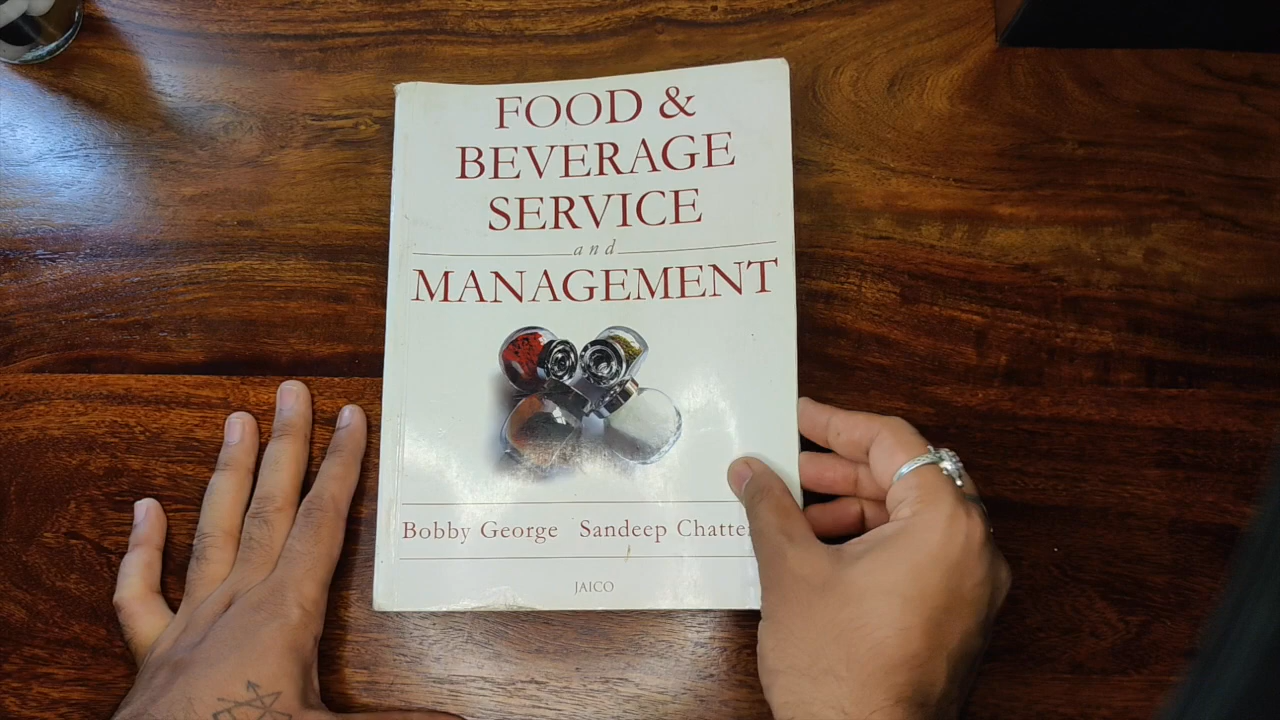 FOOD &
BEVERAGE
SERVICE
and
MANAGEMENT
Bobby George Sandeep
JAICO